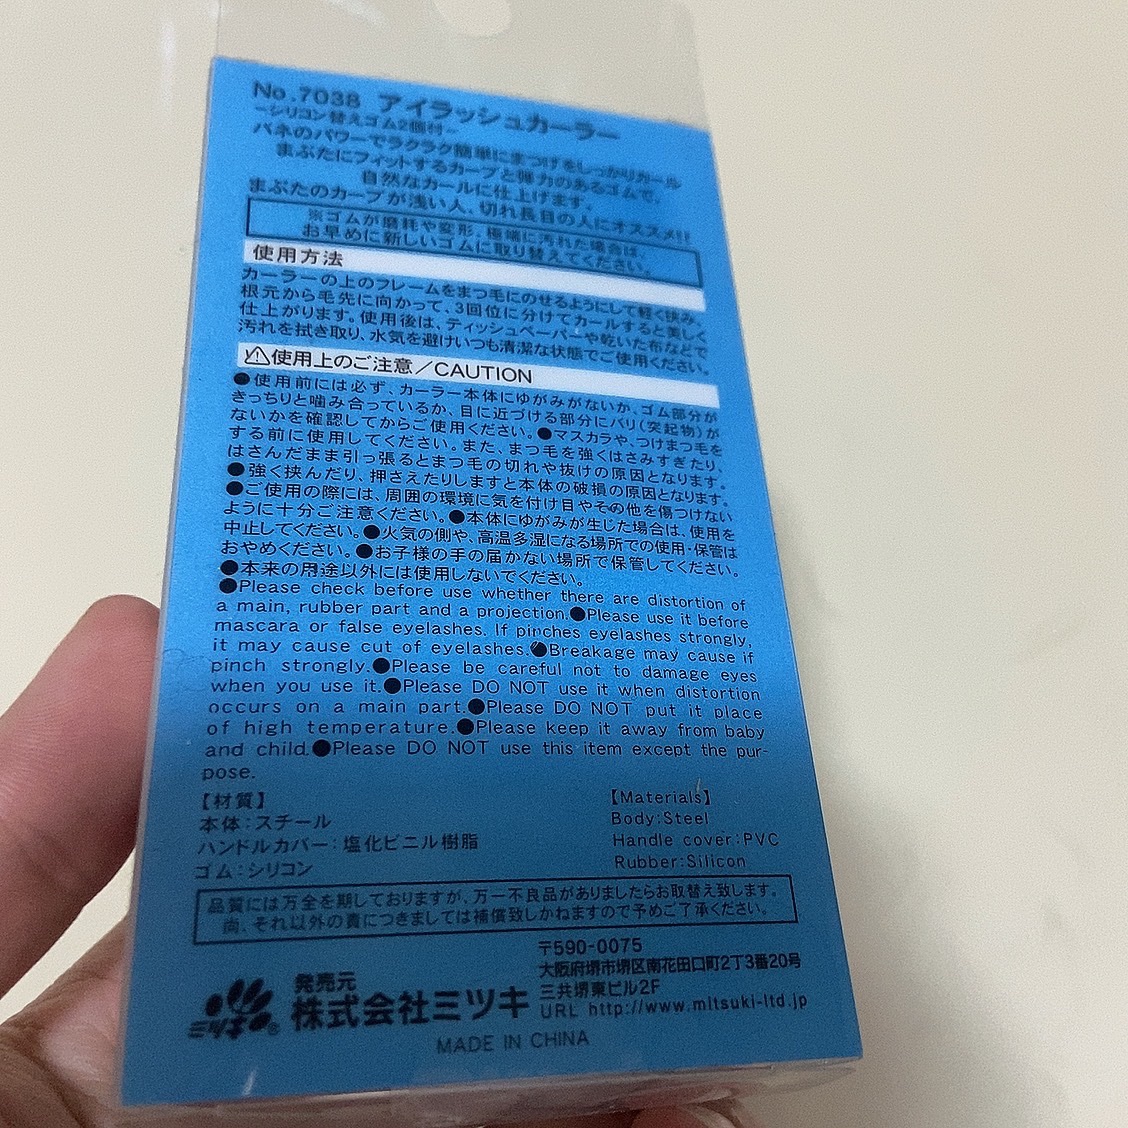 No.7038 アイラッシュカーラー
~シリコン替えゴム2個付~
バネのパワーでラクラク簡単にまつげをしっかりカール
まぶたにフィットするカーブと弾力のあるゴムで、
自然なカールに仕上げます。
まぶたのカーブが浅い人、切れ長目の人にオススメ!!
※ゴムが磨耗や変形、極端に汚れた場合は、
お早めに新しいゴムに取り替えてください。
使用方法
カーラーの上のフレームをまつ毛にのせるようにして軽く挟み、
根元から毛先に向かって、3回位に分けてカールすると美しく
仕上がります。使用後は、ティッシュペーパーや乾いた布などで
汚れを拭き取り、水気を避けいつも清潔な状態でご使用ください。
⚠使用上のご注意/CAUTION
●使用前には必ず、カーラー本体にゆがみがないか、ゴム部分が
きっちりと噛み合っているか、目に近づける部分にバリ(突起物)が
ないかを確認してからご使用ください。●マスカラや、つけまつ毛を
する前に使用してください。また、まつ毛を強くはさみすぎたり、
はさんだまま引っ張るとまつ毛の切れや抜けの原因となります。
●強く挟んだり、押さえたりしますと本体の破損の原因となります。
●ご使用の際には、周囲の環境に気を付け目やその他を傷つけない
ように十分ご注意ください。●本体にゆがみが生じた場合は、使用を
中止してください。●火気の側や、高温多湿になる場所での使用・保管は
おやめください。●お子様の手の届かない場所で保管してください。
●本来の用途以外には使用しないでください。
●Please check before use whether there are distortion of
a main, rubber part and a projection.●Please use it before
mascara or false eyelashes. If pinches eyelashes strongly,
it may cause cut of eyelashes.●Breakage may cause if
pinch strongly.●Please be careful not to damage eyes
when you use it.●Please DO NOT use it when distortion
occurs on a main part.●Please DO NOT put it place
of high temperature.●Please keep it away from baby
and child.●Please DO NOT use this item except the pur-
pose.
【材質】
本体:スチール
ハンドルカバー:塩化ビニル樹脂
ゴム:シリコン
【Materials】
Body:Steel
Handle cover:PVC
Rubber:Silicon
品質には万全を期しておりますが、万一不良品がありましたらお取替え致します。
尚、それ以外の責につきましては補償致しかねますので予めご了承ください。
発売元
株式会社ミツキ
〒590-0075
大阪府堺市堺区南花田口町2丁3番20号
三共堺東ビル2F
URL http://www.mitsuki-ltd.jp
MADE IN CHINA